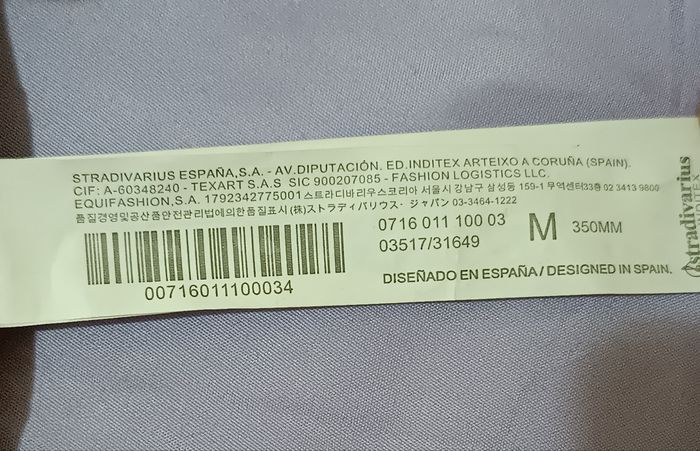 STRADIVARIUS ESPAÑA,S.A. - AV.DIPUTACIÓN. ED.INDITEX ARTEIXO A CORUÑA (SPAIN).
CIF: A-60348240 - TEXART S.A.S SIC 900207085 - FASHION LOGISTICS LLC.
EQUIFASHION,S.A. 1792342775001 스트라디바리우스코리아 서울시 강남구 삼성동 159-1 무역센터33층 02 3413 9800
품질경영및공산품안전관리법에의한품질표시 (株)ストラディバリウス· ジャパン 03-3464-1222
00716011100034
0716 011 100 03
03517/31649
M
350MM
DISEÑADO EN ESPAÑA / DESIGNED IN SPAIN.
stradivarius